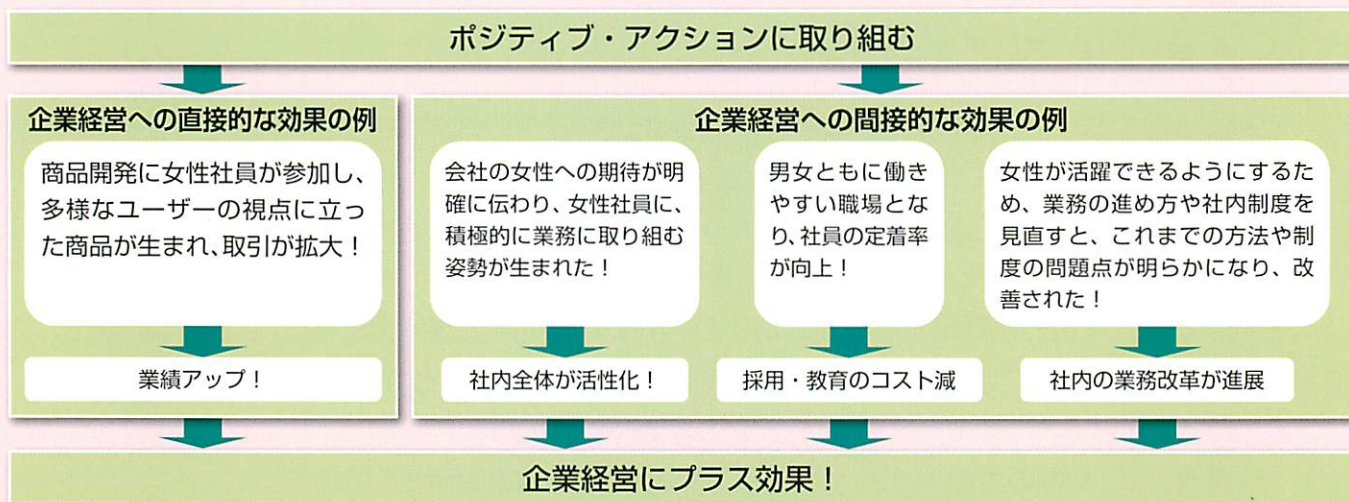 ポジティブ・アクションに取り組む
企業経営への直接的な効果の例
商品開発に女性社員が参加し、
多様なユーザーの視点に立っ
た商品が生まれ、取引が拡大！
業績アップ！
企業経営への間接的な効果の例
会社の女性への期待が明
確に伝わり、女性社員に、
積極的に業務に取り組む
姿勢が生まれた！
社内全体が活性化！
男女ともに働き
やすい職場とな
り、社員の定着率
が向上！
採用・教育のコスト減
女性が活躍できるようにするた
め、業務の進め方や社内制度を
見直すと、これまでの方法や制
度の問題点が明らかになり、改
善された！
社内の業務改革が進展
企業経営にプラス効果！